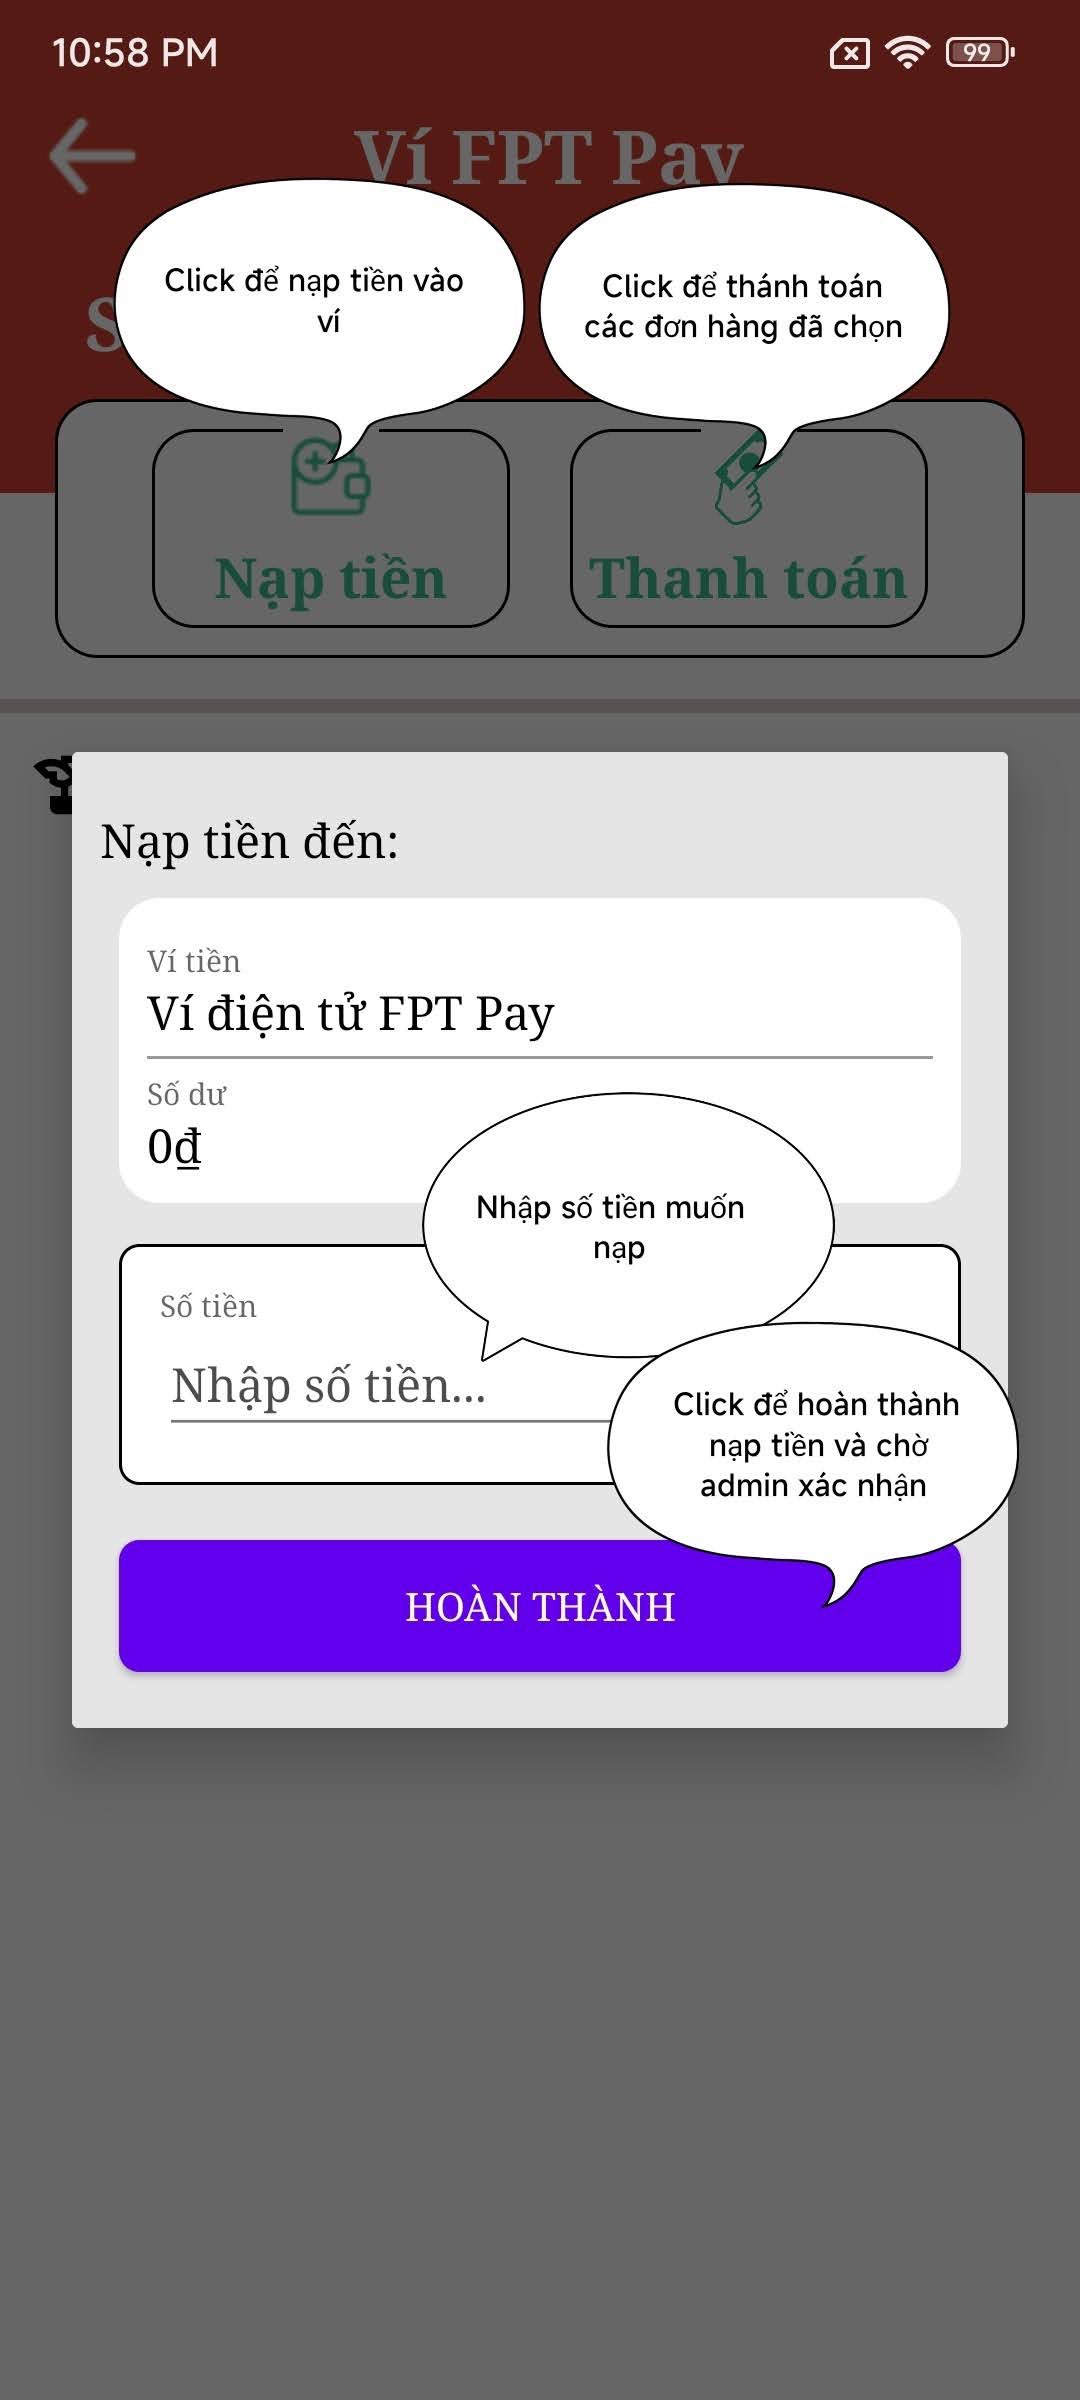 10:58 PM
99
Ví FPT Pay
Click để nạp tiền vào
ví
Click để thánh toán
các đơn hàng đã chọn
S
Nạp tiền
Thanh toán
Nạp tiền đến:
Ví tiền
Ví điện tử FPT Pay
Số dư
0₫
Nhập số tiền muốn
nạp
Số tiền
Nhập số tiền...
Click để hoàn thành
nạp tiền và chờ
admin xác nhận
HOÀN THÀNH